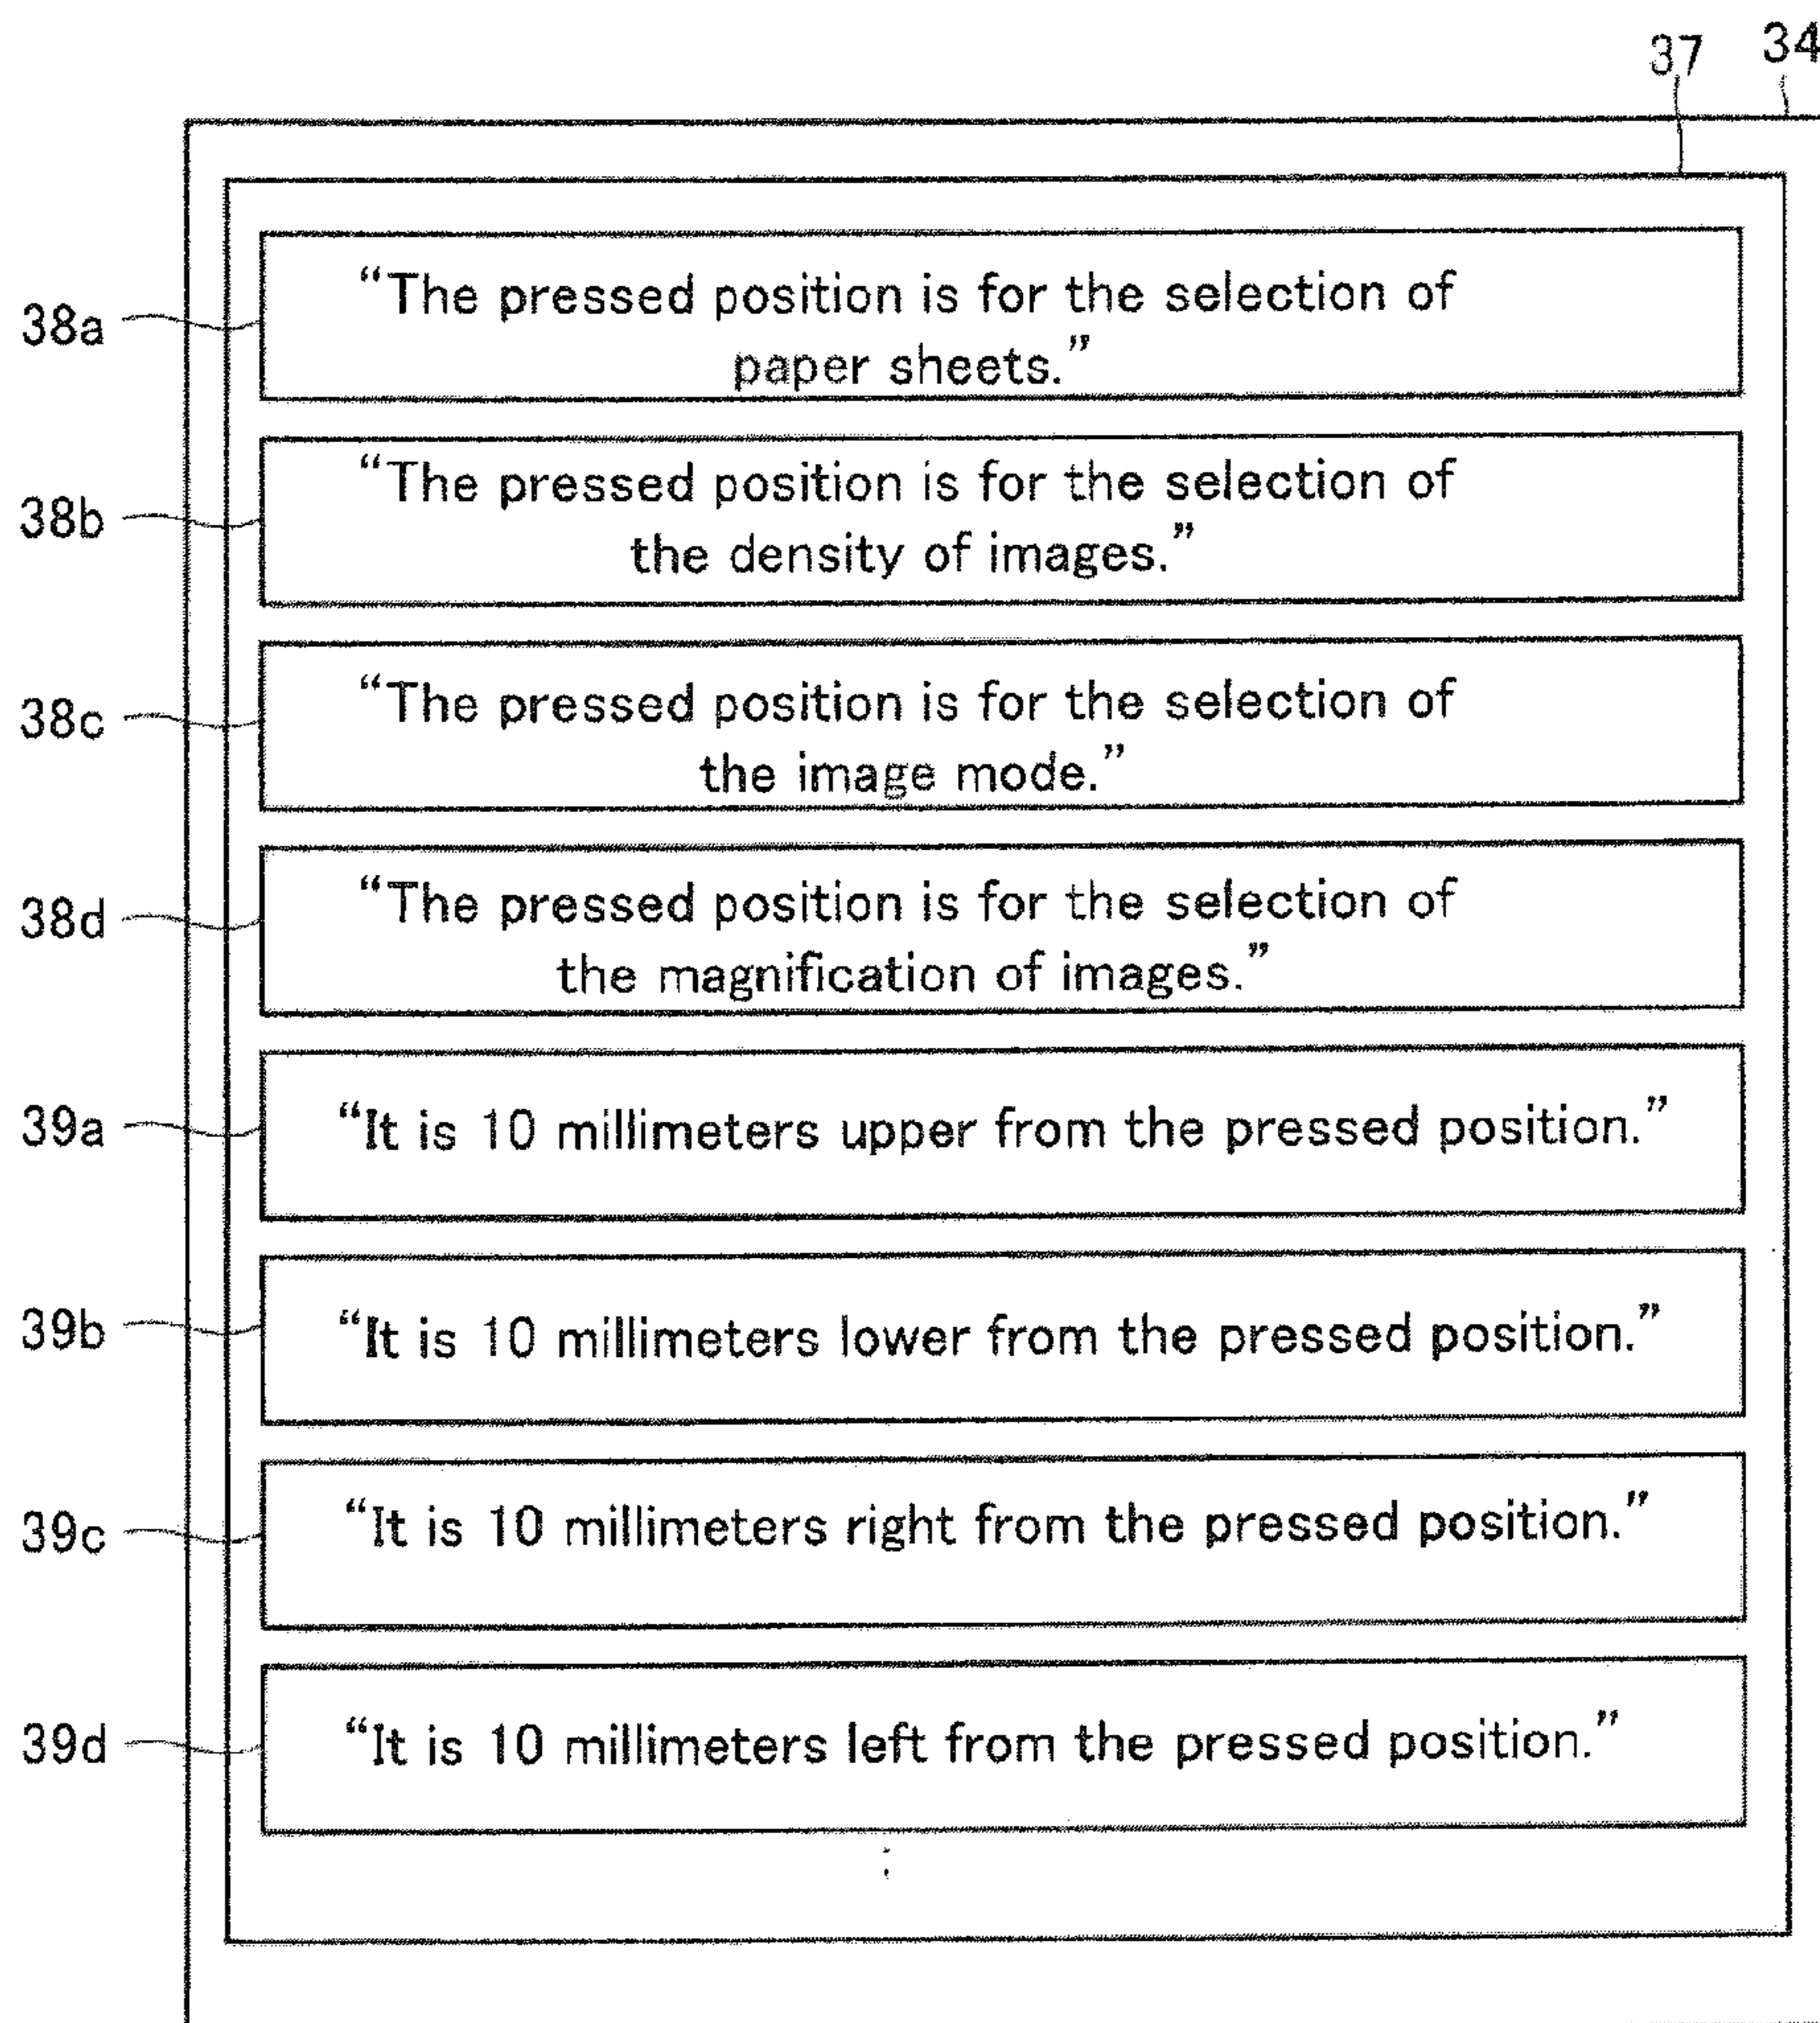 37 34
38a "The pressed position is for the selection of
paper sheets."
38b "The pressed position is for the selection of
the density of images."
38c "The pressed position is for the selection of
the image mode."
38d "The pressed position is for the selection of
the magnification of images."
39a "It is 10 millimeters upper from the pressed position."
39b "It is 10 millimeters lower from the pressed position."
39c "It is 10 millimeters right from the pressed position."
39d "It is 10 millimeters left from the pressed position."